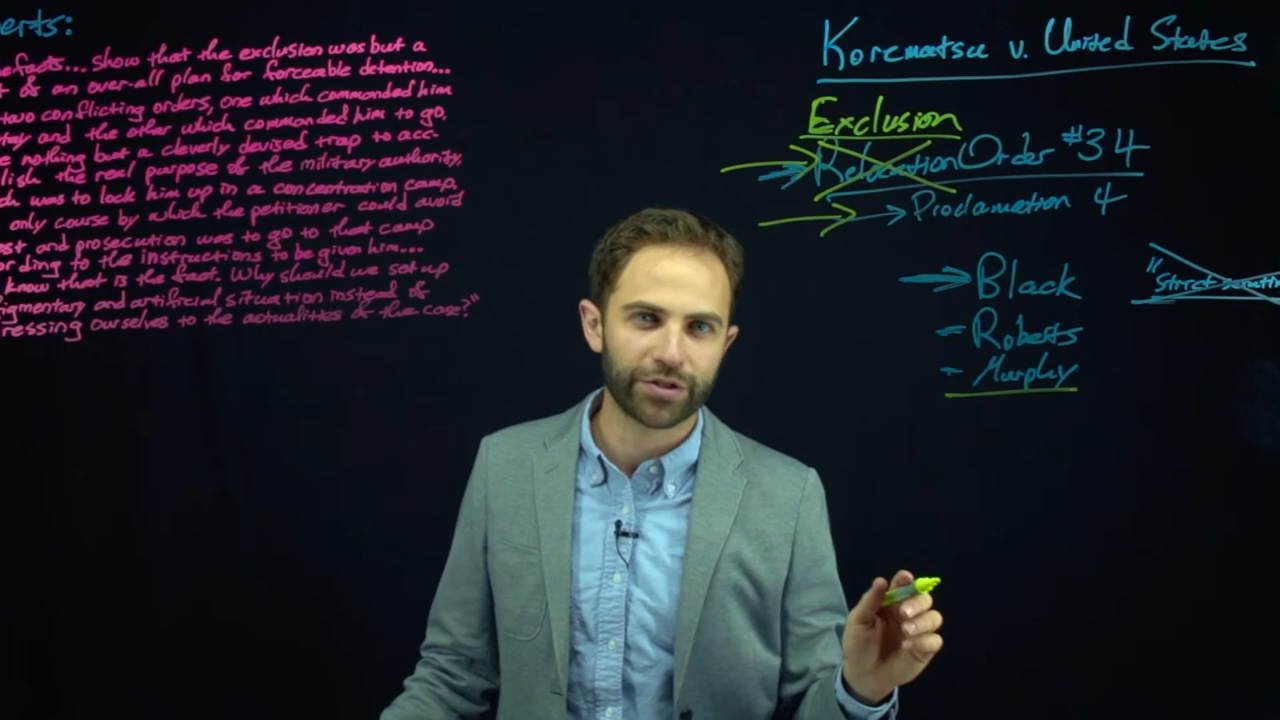 erts:
facts... show that the exclusion was but a
t of an over-all plan for forceable detention...
two conflicting orders, one which commanded him
tay and the other which commanded him to go,
e nothing but a cleverly devised trap to acc-
lish the real purpose of the military authority,
ch was to lock him up in a concentration camp.
only course by which the petitioner could avoid
est and prosecution was to go to that camp
ording to the instructions to be given him...
know that is the fact. Why should we set up
igmentary and artificial situation instead of
ressing ourselves to the actualities of the case?"
Korematsu v. United States
Exclusion
Relocation Order #34
Proclamation 4
Black
"Strict scrutin
- Roberts
- Murphy